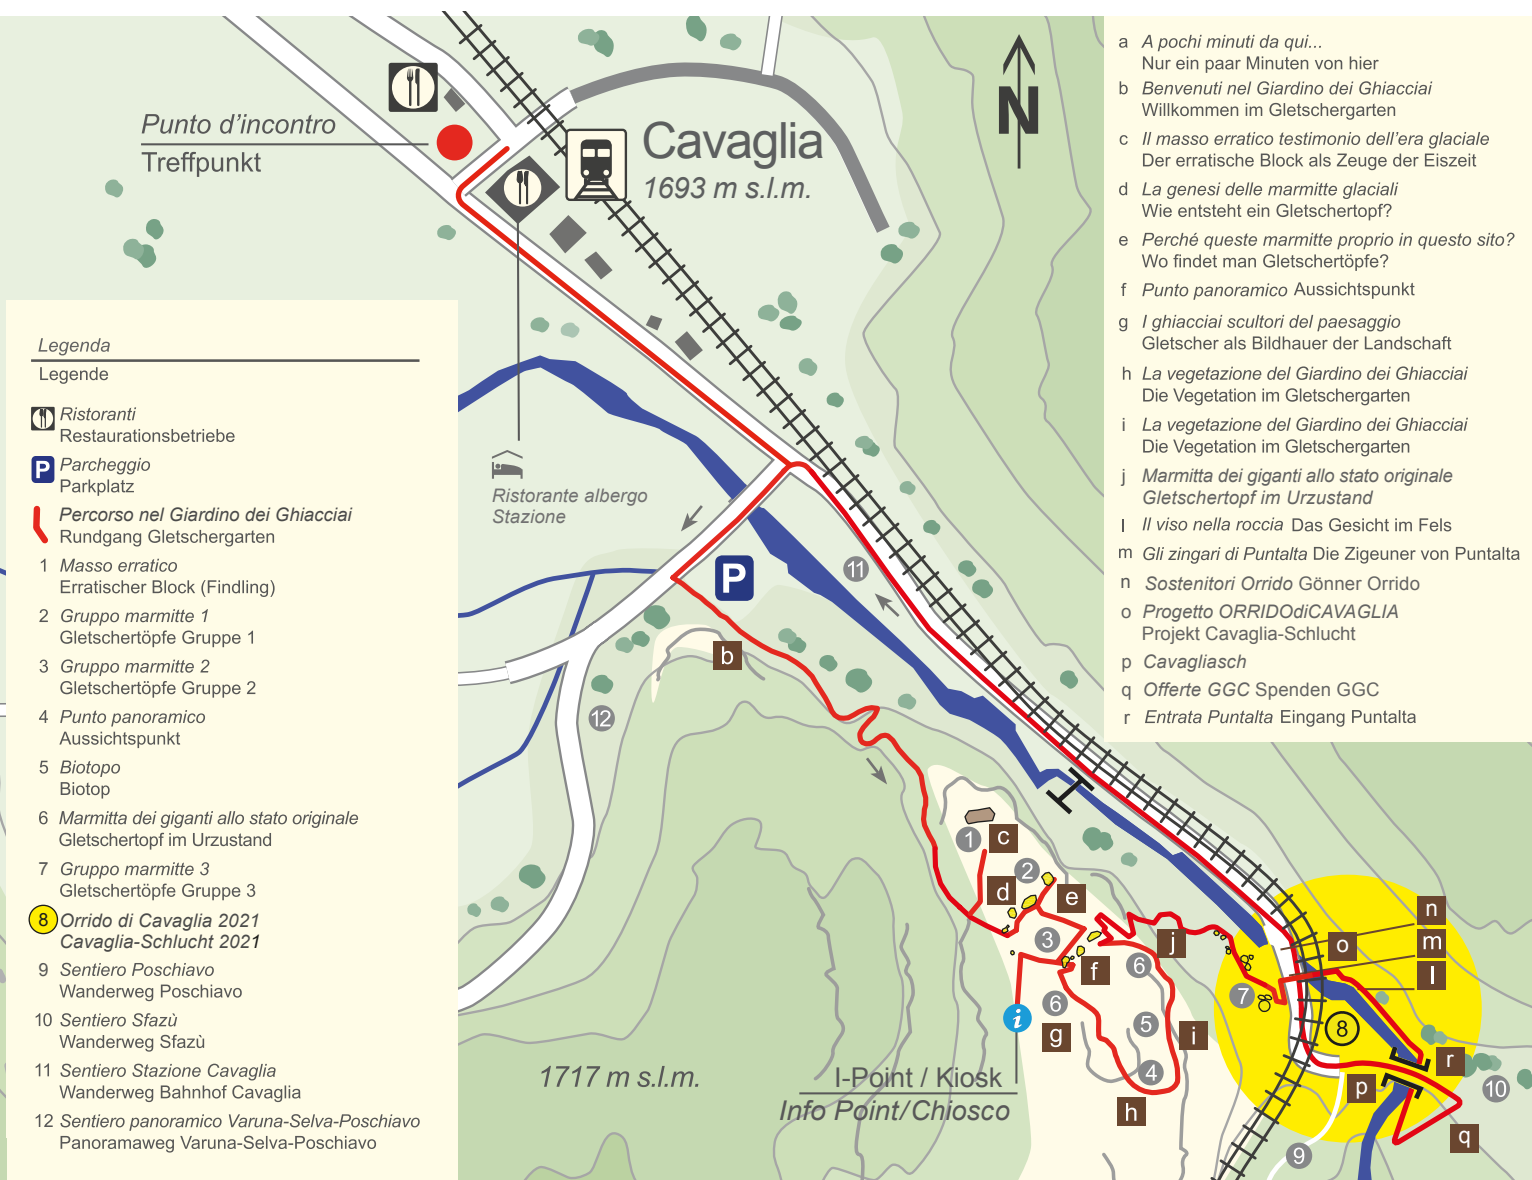 Punto d'incontro
Treffpunkt
Cavaglia
1693 m s.l.m.
N
Ristorante albergo
Stazione
P
11
12
b
1
c
2
d
e
3
f
j
6
6
g
5
i
4
h
i
7
8
n
o
m
l
r
p
q
10
9
1717 m s.l.m.
I-Point / Kiosk
Info Point/Chiosco
Legenda
Legende
Ristoranti
Restaurationsbetriebe
P Parcheggio
Parkplatz
Percorso nel Giardino dei Ghiacciai
Rundgang Gletschergarten
1 Masso erratico
Erratischer Block (Findling)
2 Gruppo marmitte 1
Gletschertöpfe Gruppe 1
3 Gruppo marmitte 2
Gletschertöpfe Gruppe 2
4 Punto panoramico
Aussichtspunkt
5 Biotopo
Biotop
6 Marmitta dei giganti allo stato originale
Gletschertopf im Urzustand
7 Gruppo marmitte 3
Gletschertöpfe Gruppe 3
8 Orrido di Cavaglia 2021
Cavaglia-Schlucht 2021
9 Sentiero Poschiavo
Wanderweg Poschiavo
10 Sentiero Sfazù
Wanderweg Sfazù
11 Sentiero Stazione Cavaglia
Wanderweg Bahnhof Cavaglia
12 Sentiero panoramico Varuna-Selva-Poschiavo
Panoramaweg Varuna-Selva-Poschiavo
a A pochi minuti da qui...
Nur ein paar Minuten von hier
b Benvenuti nel Giardino dei Ghiacciai
Willkommen im Gletschergarten
c Il masso erratico testimonio dell'era glaciale
Der erratische Block als Zeuge der Eiszeit
d La genesi delle marmitte glaciali
Wie entsteht ein Gletschertopf?
e Perché queste marmitte proprio in questo sito?
Wo findet man Gletschertöpfe?
f Punto panoramico Aussichtspunkt
g I ghiacciai scultori del paesaggio
Gletscher als Bildhauer der Landschaft
h La vegetazione del Giardino dei Ghiacciai
Die Vegetation im Gletschergarten
i La vegetazione del Giardino dei Ghiacciai
Die Vegetation im Gletschergarten
j Marmitta dei giganti allo stato originale
Gletschertopf im Urzustand
l Il viso nella roccia Das Gesicht im Fels
m Gli zingari di Puntalta Die Zigeuner von Puntalta
n Sostenitori Orrido Gönner Orrido
o Progetto ORRIDOdiCAVAGLIA
Projekt Cavaglia-Schlucht
p Cavagliasch
q Offerte GGC Spenden GGC
r Entrata Puntalta Eingang Puntalta